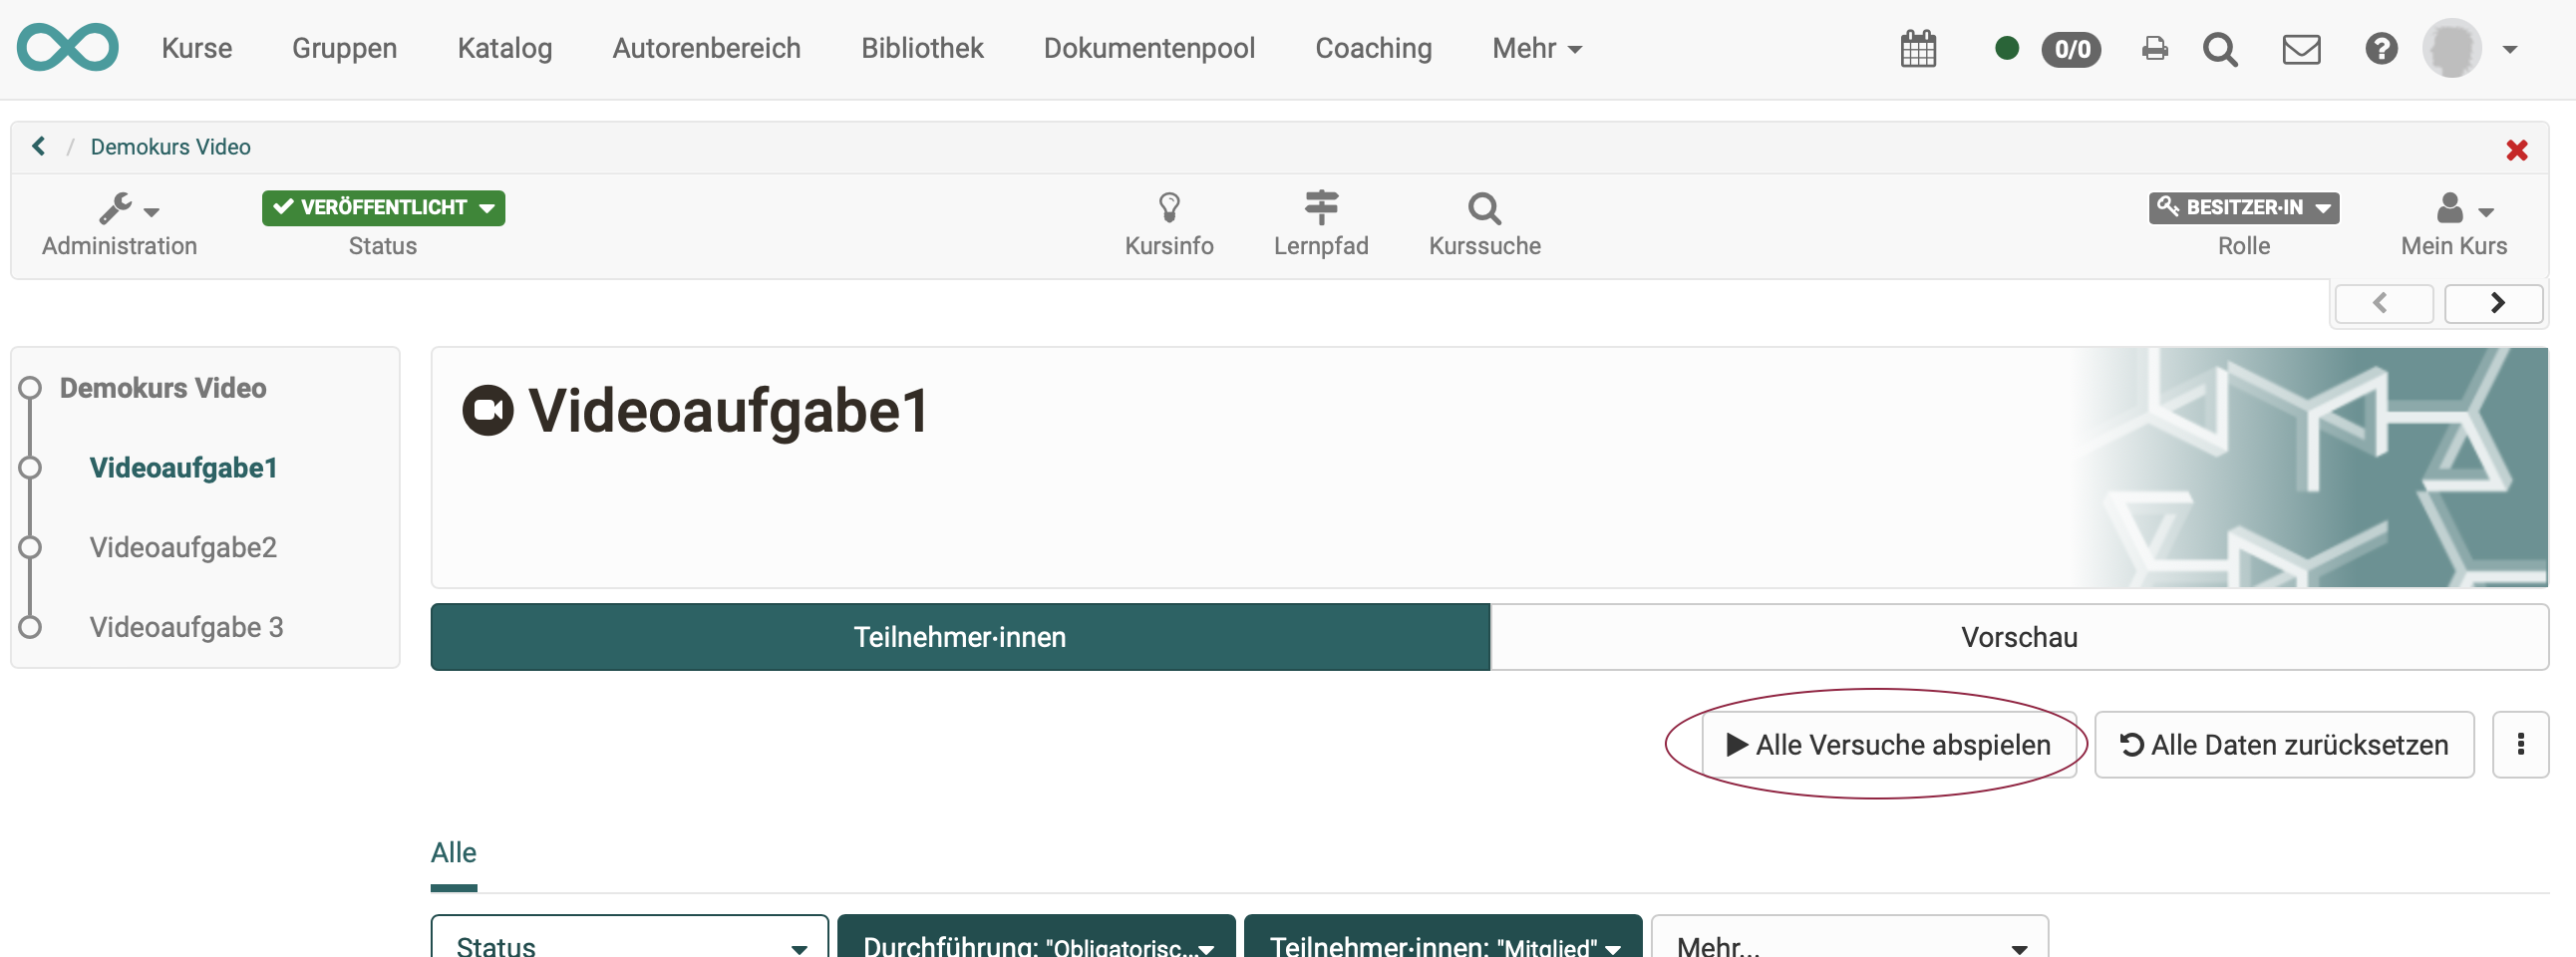 Kurse Gruppen Katalog Autorenbereich Bibliothek Dokumentenpool Coaching Mehr 0/0
/ Demokurs Video
VERÖFFENTLICHT BESITZER·IN
Administration Status Kursinfo Lernpfad Kurssuche Rolle Mein Kurs
Demokurs Video
Videoaufgabe1
Videoaufgabe2
Videoaufgabe 3
Videoaufgabe1
Teilnehmer·innen Vorschau
Alle Versuche abspielen Alle Daten zurücksetzen
Alle
Status Durchführung: "Obligatorisc... Teilnehmer·innen: "Mitglied" Mehr...